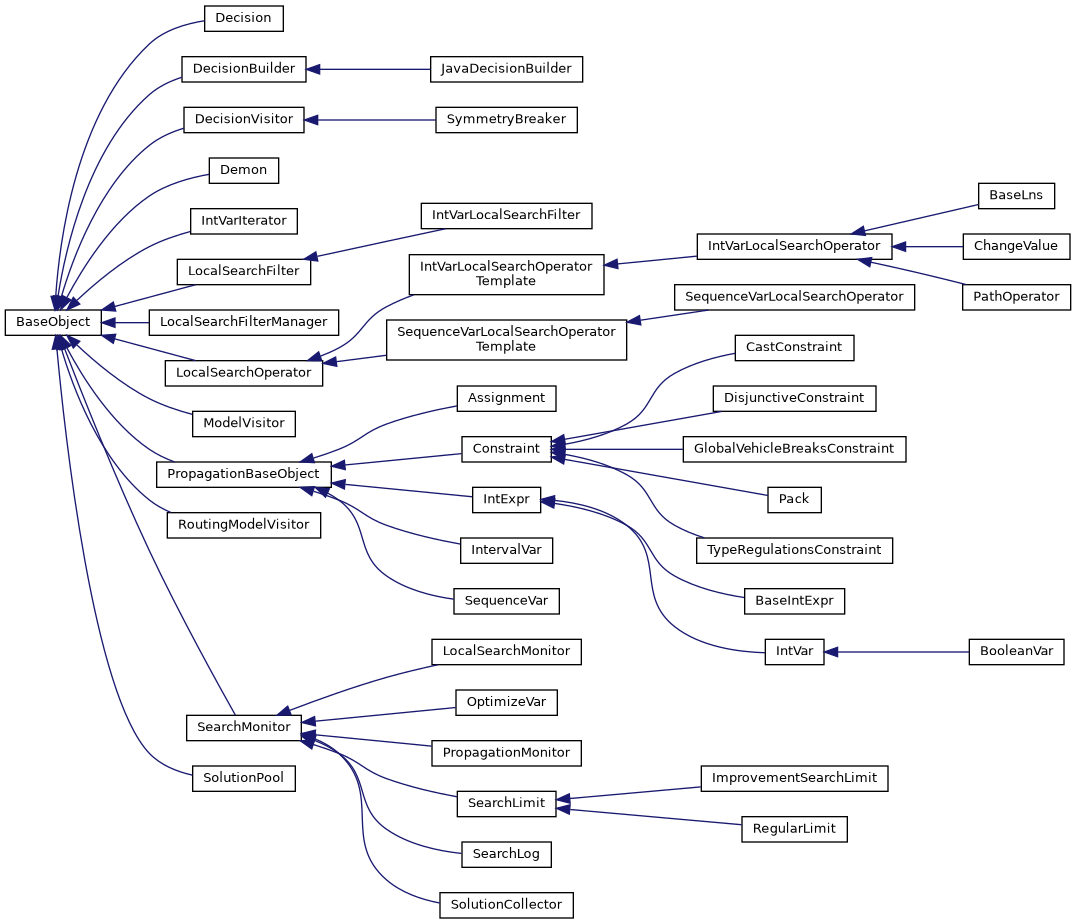 Decision
DecisionBuilder
JavaDecisionBuilder
DecisionVisitor
SymmetryBreaker
Demon
BaseLns
IntVarIterator
IntVarLocalSearchFilter
IntVarLocalSearchOperator
ChangeValue
LocalSearchFilter
IntVarLocalSearchOperator
Template
PathOperator
BaseObject
LocalSearchFilterManager
SequenceVarLocalSearchOperator
SequenceVarLocalSearchOperator
Template
CastConstraint
LocalSearchOperator
Assignment
DisjunctiveConstraint
ModelVisitor
Constraint
GlobalVehicleBreaksConstraint
PropagationBaseObject
IntExpr
Pack
RoutingModelVisitor
IntervalVar
TypeRegulationsConstraint
SequenceVar
BaseIntExpr
LocalSearchMonitor
IntVar
BooleanVar
OptimizeVar
SearchMonitor
PropagationMonitor
SolutionPool
ImprovementSearchLimit
SearchLimit
RegularLimit
SearchLog
SolutionCollector